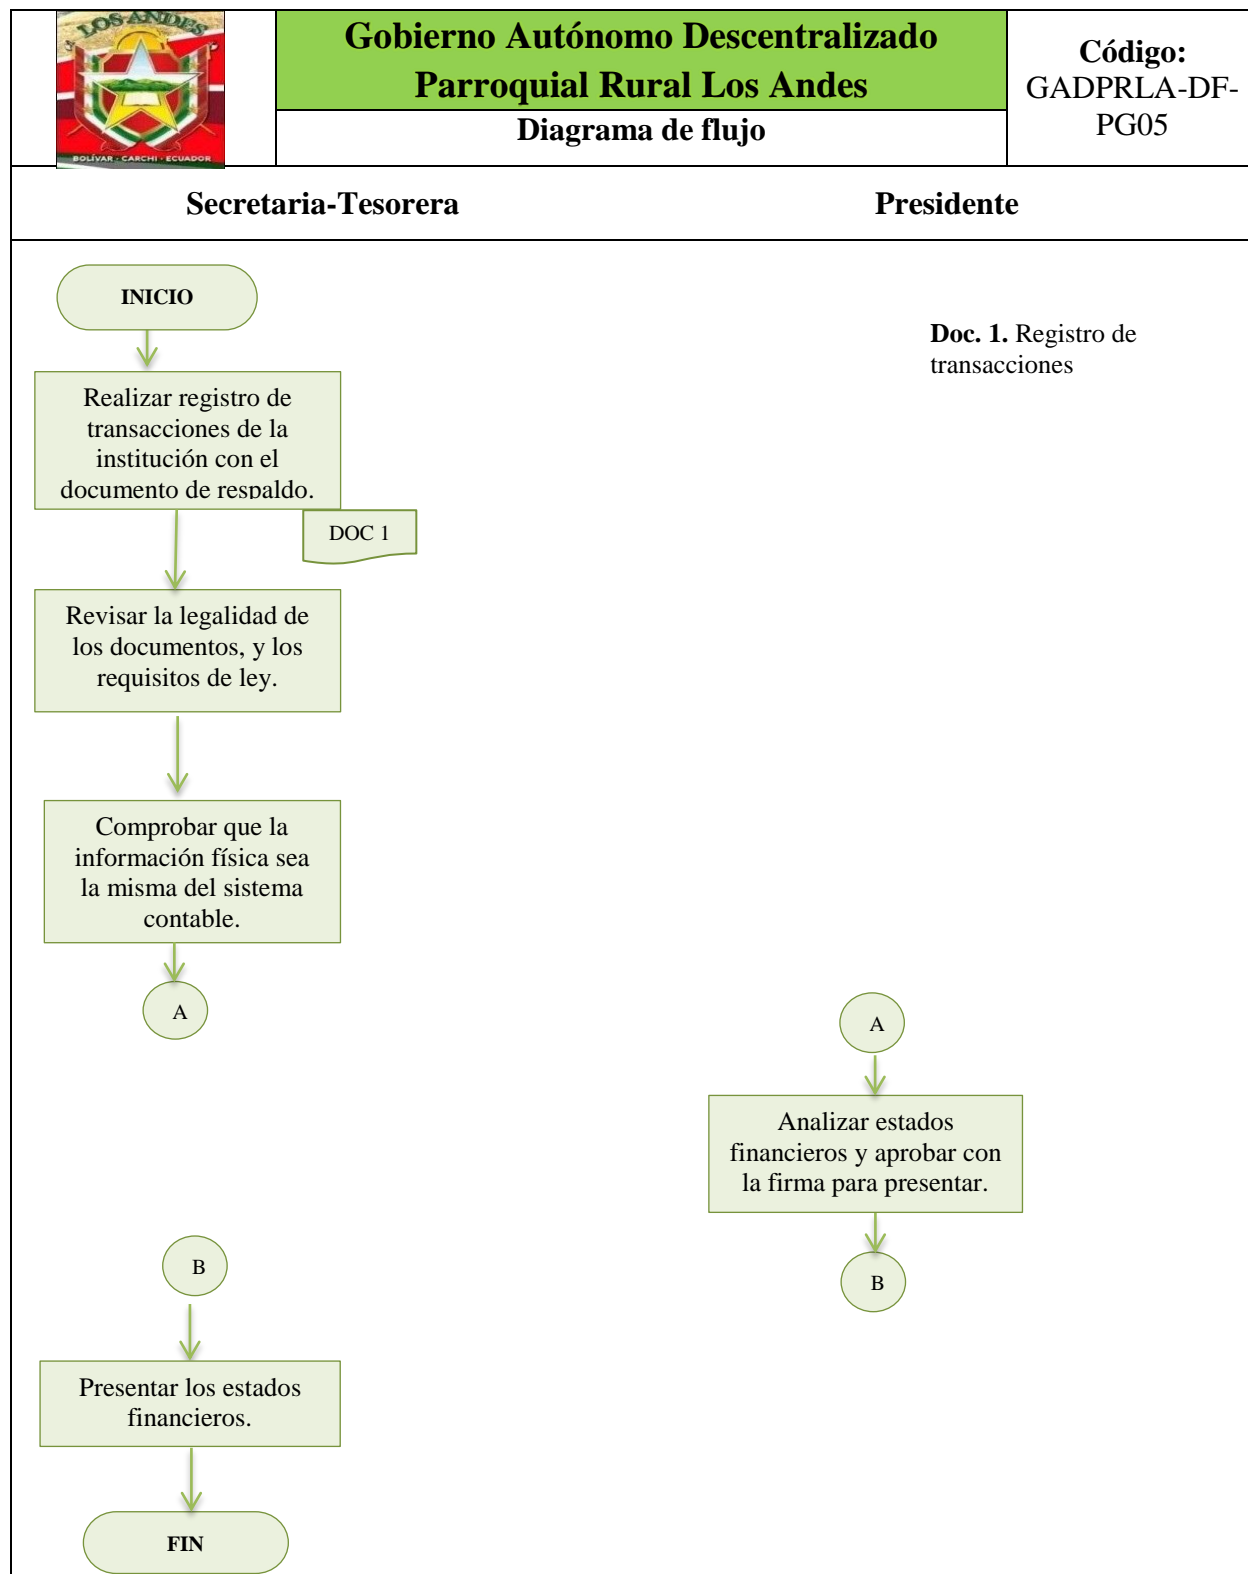 LOS ANDES
BOLÍVAR - CARCHI - ECUADOR
Gobierno Autónomo Descentralizado
Parroquial Rural Los Andes
Diagrama de flujo
Código:
GADPRLA-DF-
PG05
Secretaria-Tesorera
Presidente
INICIO
Doc. 1. Registro de
transacciones
Realizar registro de
transacciones de la
institución con el
documento de respaldo.
DOC 1
Revisar la legalidad de
los documentos, y los
requisitos de ley.
Comprobar que la
información física sea
la misma del sistema
contable.
A
A
Analizar estados
financieros y aprobar con
la firma para presentar.
B
B
Presentar los estados
financieros.
FIN